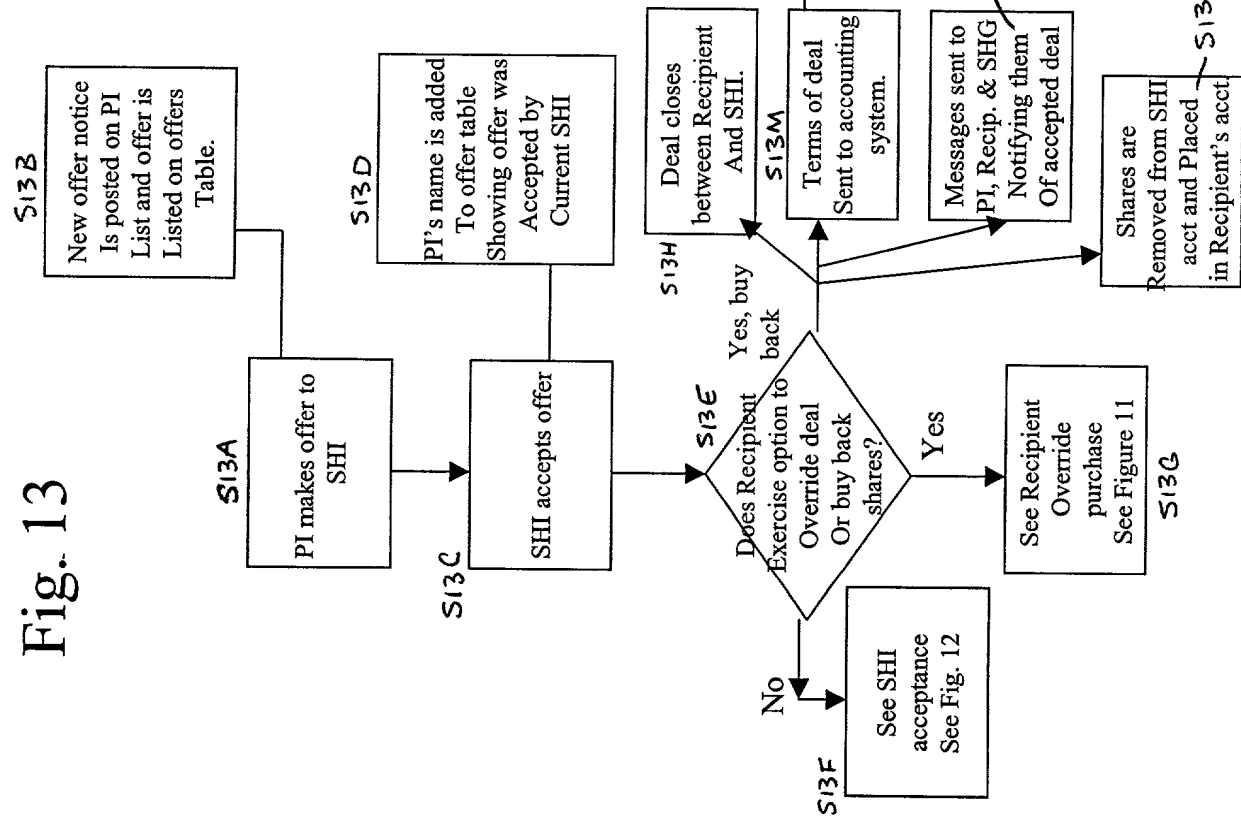 Fig. 13
S13B
New offer notice
Is posted on PI
List and offer is
Listed on offers
Table.
S13A
PI makes offer to
SHI
S13D
PI's name is added
To offer table
Showing offer was
Accepted by
Current SHI
S13C
SHI accepts offer
S13E
Does Recipient
Exercise option to
Override deal
Or buy back
shares?
No
S13F
See SHI
acceptance
See Fig. 12
Yes
See Recipient
Override
purchase
See Figure 11
S13G
Yes, buy
back
S13H
Deal closes
between Recipient
And SHI.
S13M
Terms of deal
Sent to accounting
system.
Messages sent to
PI, Recip. & SHG
Notifying them
Of accepted deal
Shares are
Removed from SHI
acct and Placed
in Recipient's acct.